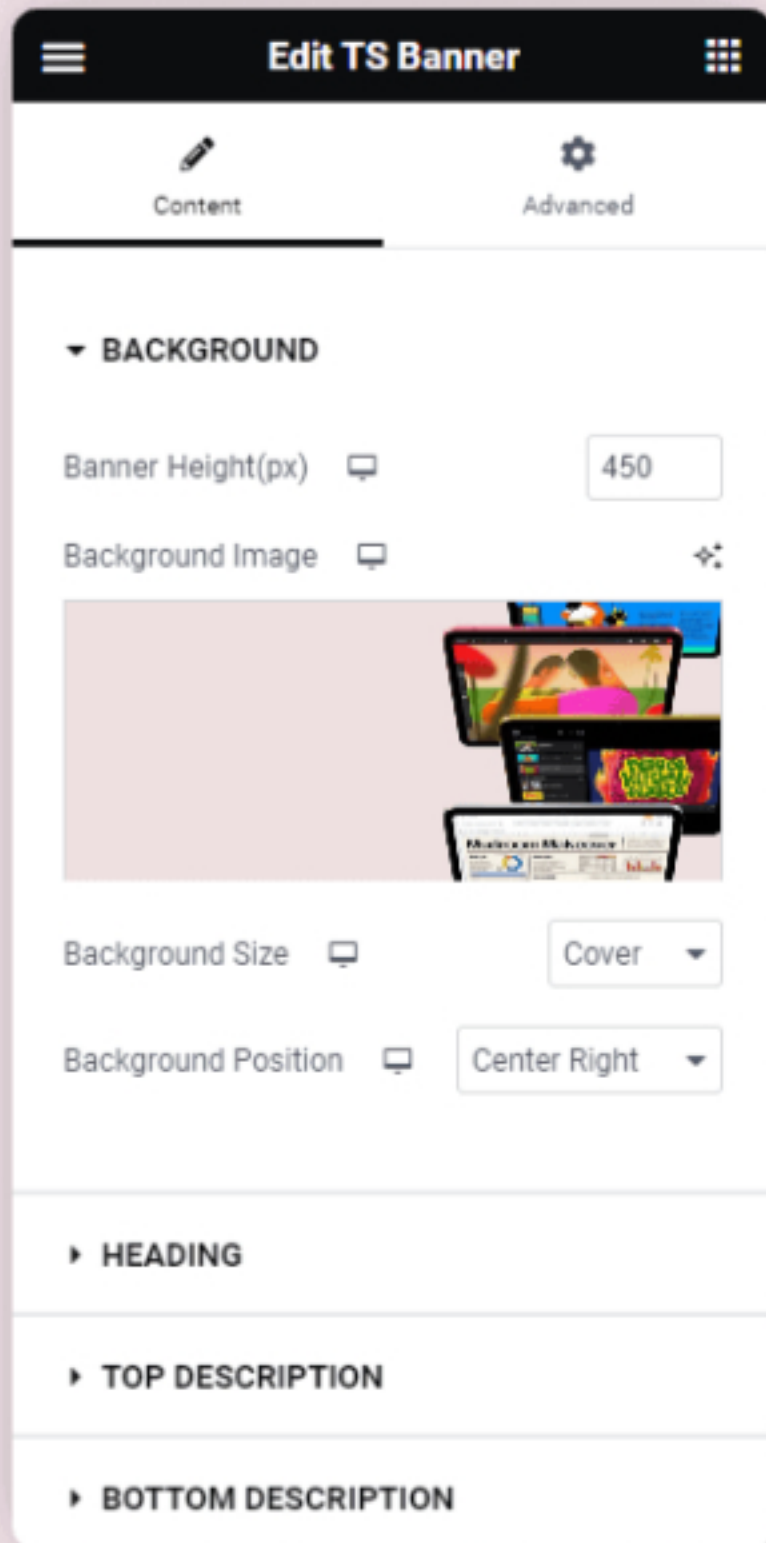 Edit TS Banner
Content
Advanced
BACKGROUND
Banner Height(px)
450
Background Image
Background Size
Cover
Background Position
Center Right
HEADING
TOP DESCRIPTION
BOTTOM DESCRIPTION